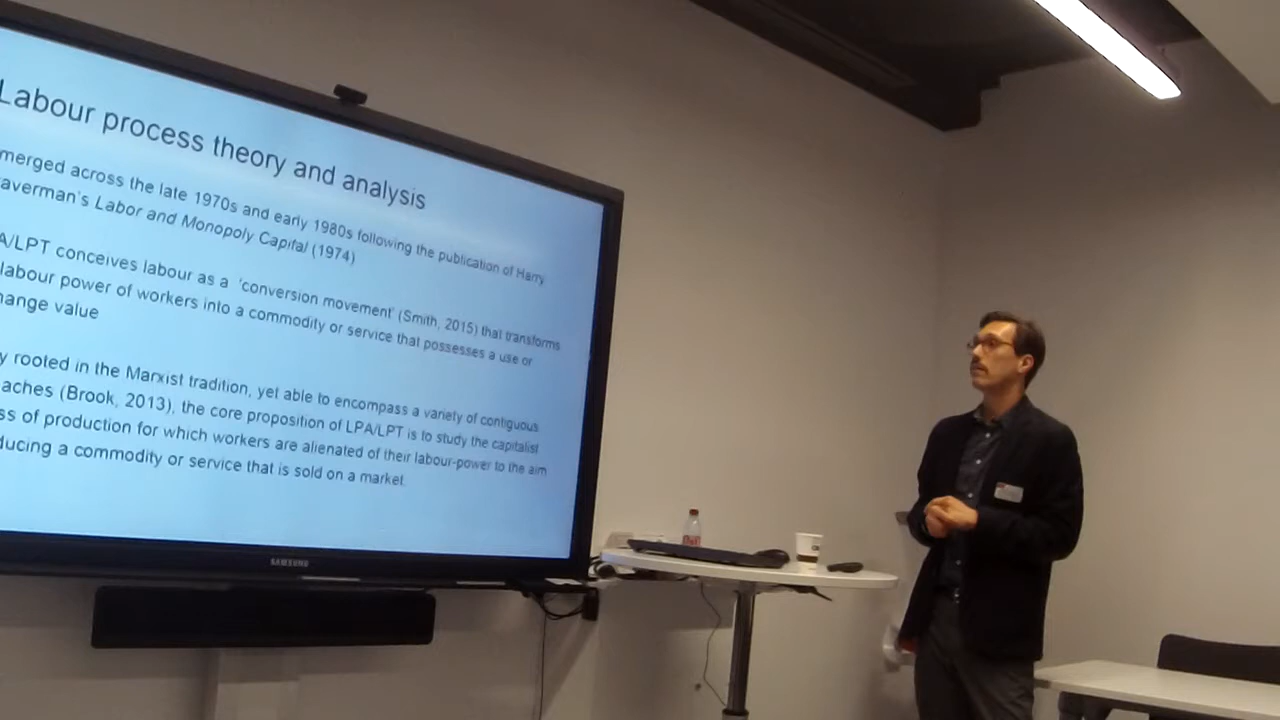 Labour process theory and analysis
merged across the late 1970s and early 1980s following the publication of Harry
averman's Labor and Monopoly Capital (1974)
A/LPT conceives labour as a 'conversion movement' (Smith, 2015) that transforms
labour power of workers into a commodity or service that possesses a use or
hange value
y rooted in the Marxist tradition, yet able to encompass a variety of contiguous
aches (Brook, 2013), the core proposition of LPA/LPT is to study the capitalist
ss of production for which workers are alienated of their labour-power to the aim
ducing a commodity or service that is sold on a market
SAMSUNG